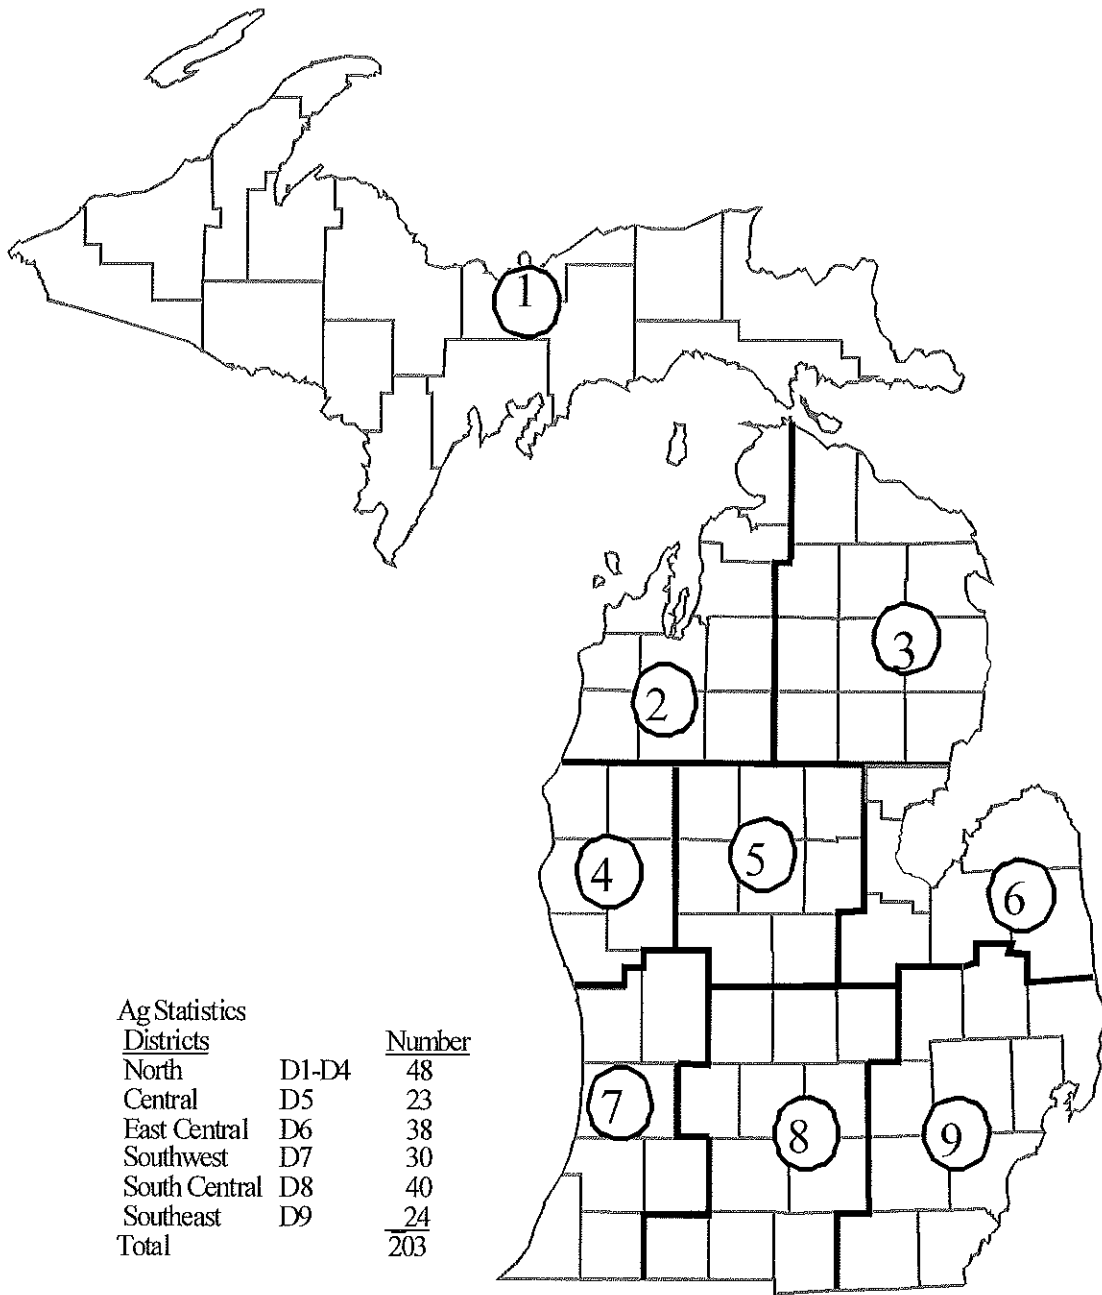 1
3
2
5
4
6
7
8
9
Ag Statistics
Districts Number
North D1-D4 48
Central D5 23
East Central D6 38
Southwest D7 30
South Central D8 40
Southeast D9 24
Total 203